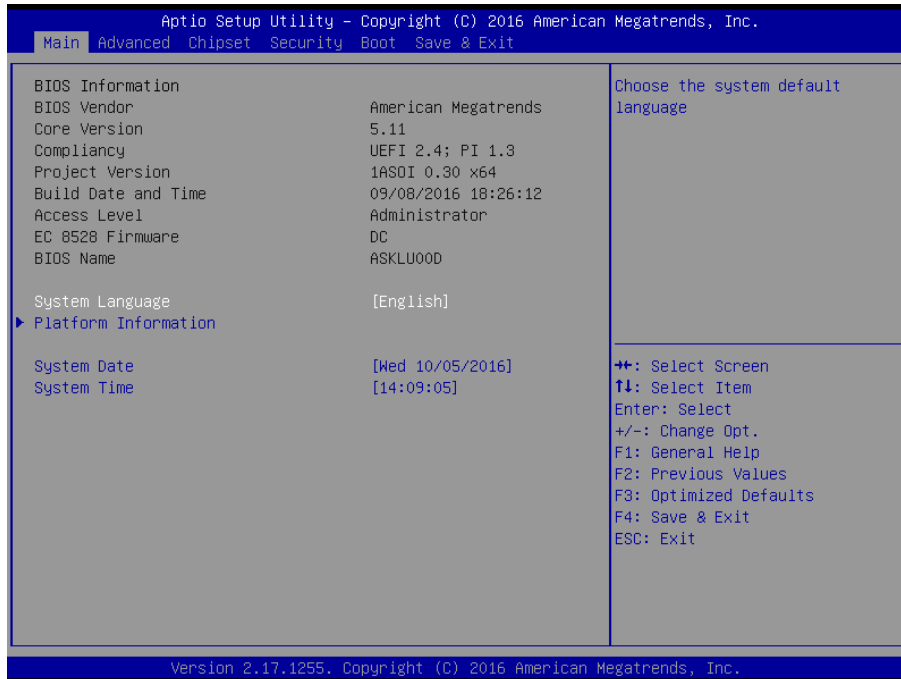 Aptio Setup Utility – Copyright (C) 2016 American Megatrends, Inc.
Main Advanced Chipset Security Boot Save & Exit
BIOS Information
BIOS Vendor American Megatrends
Core Version 5.11
Compliancy UEFI 2.4; PI 1.3
Project Version 1ASOI 0.30 x64
Build Date and Time 09/08/2016 18:26:12
Access Level Administrator
EC 8528 Firmware DC
BIOS Name ASKLU00D
System Language [English]
Platform Information
System Date [Wed 10/05/2016]
System Time [14:09:05]
Choose the system default
language
→←: Select Screen
↑↓: Select Item
Enter: Select
+/-: Change Opt.
F1: General Help
F2: Previous Values
F3: Optimized Defaults
F4: Save & Exit
ESC: Exit
Version 2.17.1255. Copyright (C) 2016 American Megatrends, Inc.